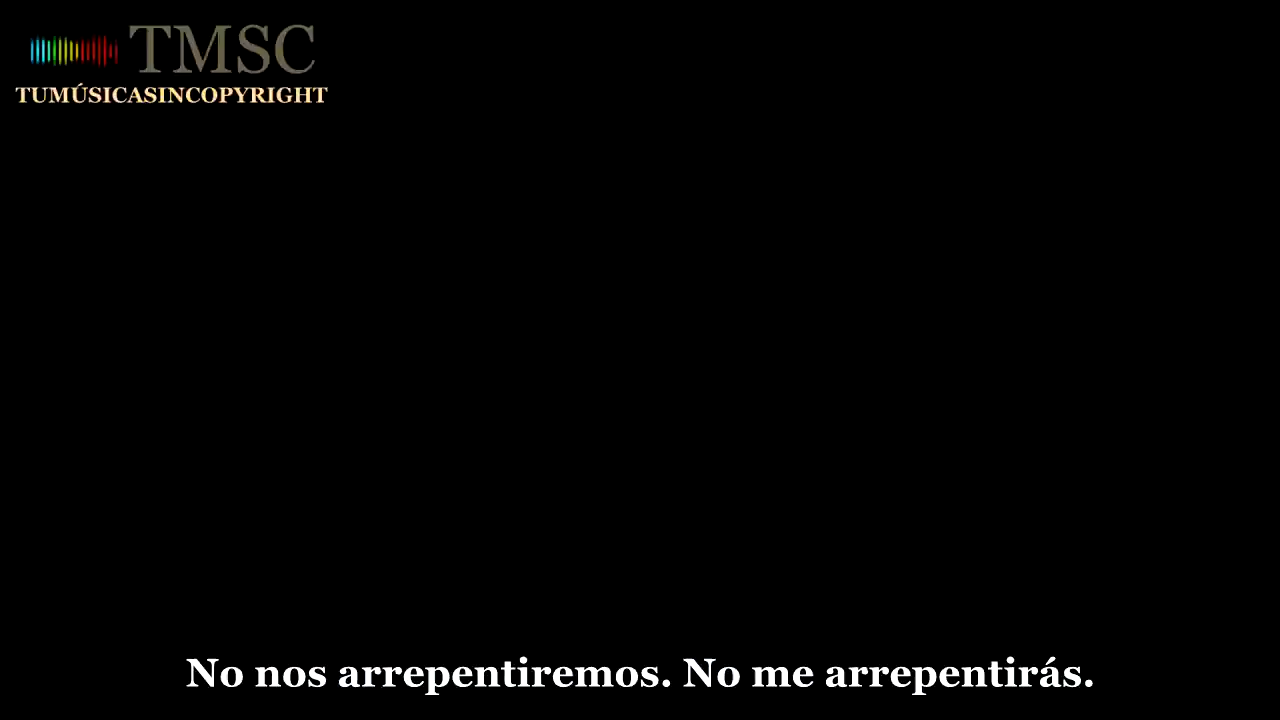 TMSC
TUMÚSICASINCOPYRIGHT
No nos arrepentiremos. No me arrepentirás.